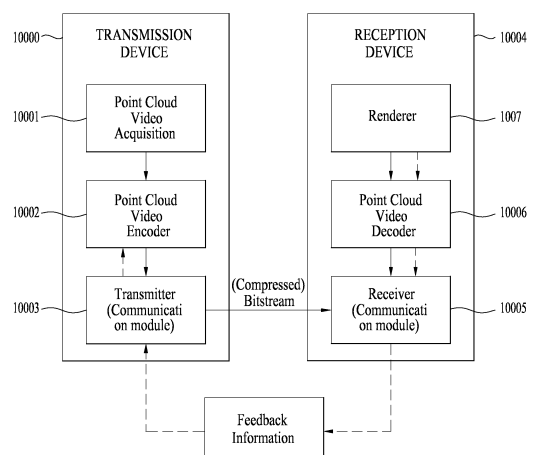 10000
TRANSMISSION
DEVICE
10001
Point Cloud
Video
Acquisition
10002
Point Cloud
Video
Encoder
10003
Transmitter
(Communicati
on module)
(Compressed)
Bitstream
RECEPTION
DEVICE
10004
Renderer
1007
Point Cloud
Video
Decoder
10006
Receiver
(Communicati
on module)
10005
Feedback
Information